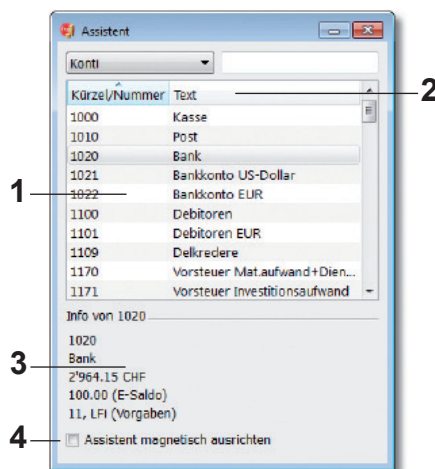 Assistent
Konti
2
Kürzel/Nummer Text
1000 Kasse
1010 Post
1020 Bank
1021 Bankkonto US-Dollar
1
1022 Bankkonto EUR
1100 Debitoren
1101 Debitoren EUR
1109 Delkredere
1170 Vorsteuer Mat.aufwand+Dien...
1171 Vorsteuer Investitionsaufwand
Info von 1020
1020
Bank
3
2'964.15 CHF
100.00 (E-Saldo)
11, LFI (Vorgaben)
4
Assistent magnetisch ausrichten